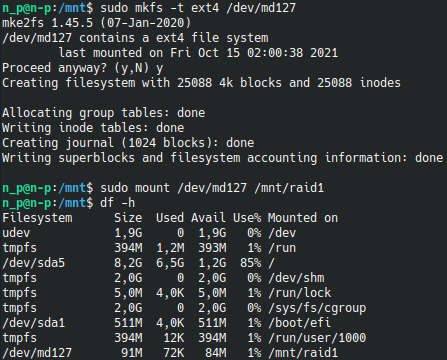 n_p@n-p:/mnt$ sudo mkfs -t ext4 /dev/md127
mke2fs 1.45.5 (07-Jan-2020)
/dev/md127 contains a ext4 file system
        last mounted on Fri Oct 15 02:00:38 2021
Proceed anyway? (y,N) y
Creating filesystem with 25088 4k blocks and 25088 inodes

Allocating group tables: done
Writing inode tables: done
Creating journal (1024 blocks): done
Writing superblocks and filesystem accounting information: done

n_p@n-p:/mnt$ sudo mount /dev/md127 /mnt/raid1
n_p@n-p:/mnt$ df -h
Filesystem      Size  Used Avail Use% Mounted on
udev            1,9G     0  1,9G   0% /dev
tmpfs           394M  1,2M  393M   1% /run
/dev/sda5       8,2G  6,5G  1,2G  85% /
tmpfs           2,0G     0  2,0G   0% /dev/shm
tmpfs           5,0M  4,0K  5,0M   1% /run/lock
tmpfs           2,0G     0  2,0G   0% /sys/fs/cgroup
/dev/sda1       511M  4,0K  511M   1% /boot/efi
tmpfs           394M   12K  394M   1% /run/user/1000
/dev/md127       91M   72K   84M   1% /mnt/raid1